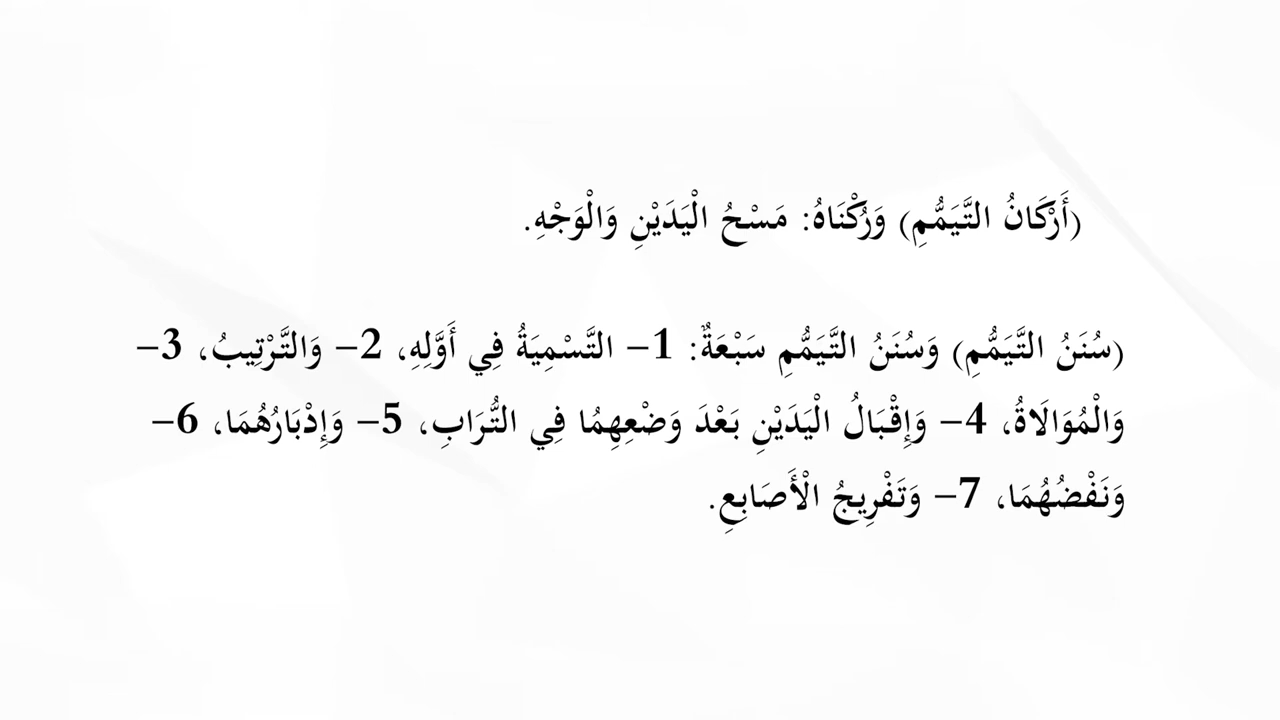 (أَرْكَانُ التَّيَمُّمِ) وَرُكْنَاهُ: مَسْحُ الْيَدَيْنِ وَالْوَجْهِ.
(سُنَنُ التَّيَمُّمِ) وَسُنَنُ التَّيَمُّمِ سَبْعَةٌ: 1- التَّسْمِيَةُ فِي أَوَّلِهِ، 2- وَالتَّرْتِيبُ، 3-
وَالْمُوَالَاةُ، 4- وَإِقْبَالُ الْيَدَيْنِ بَعْدَ وَضْعِهِمُا فِي التُّرَابِ، 5- وَإِدْبَارُهُمَا، 6-
وَنَفْضُهُمَا، 7- وَتَفْرِيجُ الْأَصَابِعِ.